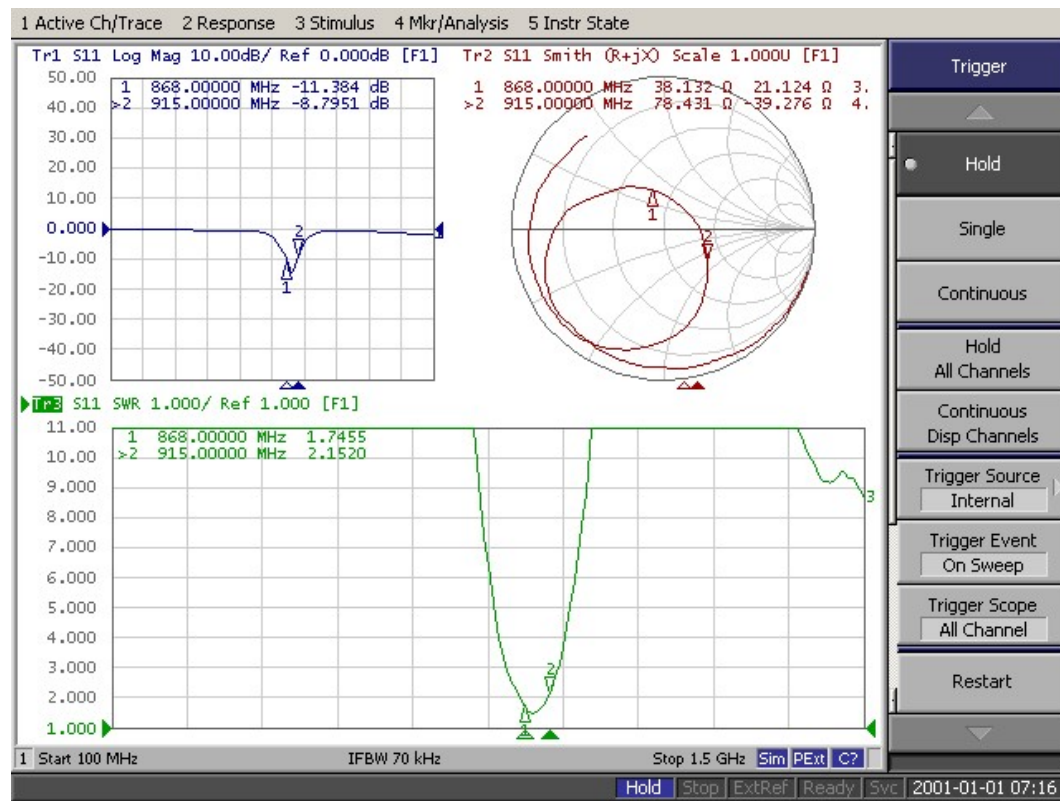 1 Active Ch/Trace 2 Response 3 Stimulus 4 Mkr/Analysis 5 Instr State
Tr1 S11 Log Mag 10.00dB/ Ref 0.000dB [F1]
50.00
40.00
30.00
20.00
10.00
0.000
-10.00
-20.00
-30.00
-40.00
-50.00
1 868.00000 MHz -11.384 dB
>2 915.00000 MHz -8.7951 dB
2
1
1
Tr2 S11 Smith (R+jX) Scale 1.000U [F1]
1 868.00000 MHz 38.132 Ω 21.124 Ω 3.
>2 915.00000 MHz 78.431 Ω -39.276 Ω 4.
1
2
Tr3 S11 SWR 1.000/ Ref 1.000 [F1]
11.00
10.00
9.000
8.000
7.000
6.000
5.000
4.000
3.000
2.000
1.000
1 868.00000 MHz 1.7455
>2 915.00000 MHz 2.1520
2
1
3
1 Start 100 MHz IFBW 70 kHz Stop 1.5 GHz Sim PExt C?
Trigger
Hold
Single
Continuous
Hold
All Channels
Continuous
Disp Channels
Trigger Source
Internal
Trigger Event
On Sweep
Trigger Scope
All Channel
Restart
Hold Stop ExtRef Ready Svc 2001-01-01 07:16